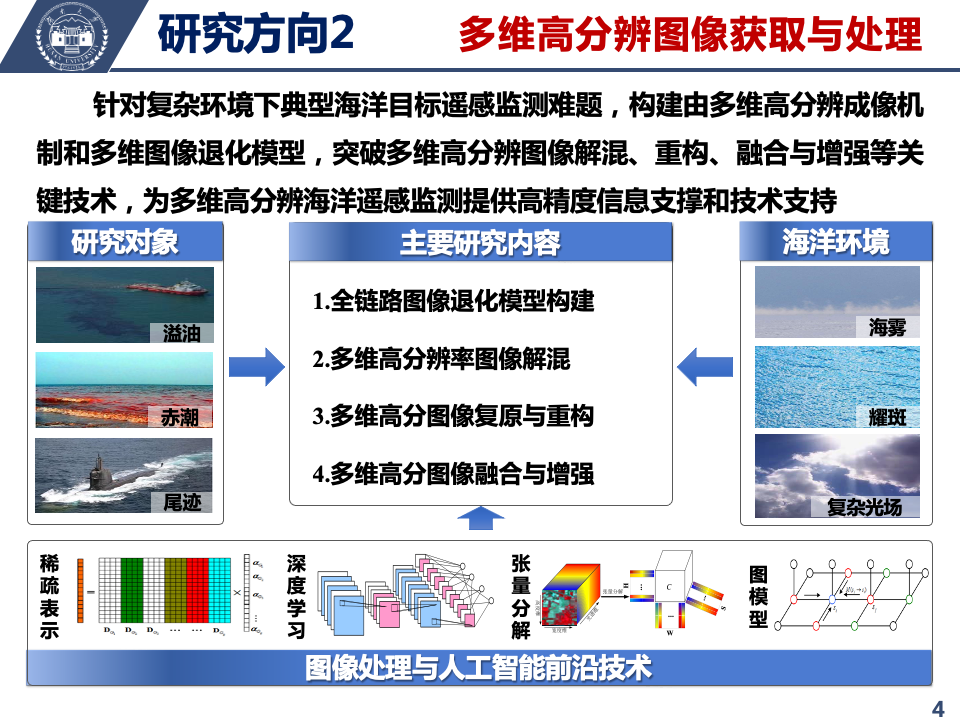 研究方向2
多维高分辨图像获取与处理
针对复杂环境下典型海洋目标遥感监测难题，构建由多维高分辨成像机
制和多维图像退化模型，突破多维高分辨图像解混、重构、融合与增强等关
键技术，为多维高分辨海洋遥感监测提供高精度信息支撑和技术支持
研究对象
溢油
赤潮
尾迹
主要研究内容
1.全链路图像退化模型构建
2.多维高分辨率图像解混
3.多维高分图像复原与重构
4.多维高分图像融合与增强
海洋环境
海雾
耀斑
复杂光场
稀疏表示
=
X
深度学习
张量分解
张量分解
H
C
S
W
图模型
图像处理与人工智能前沿技术
4